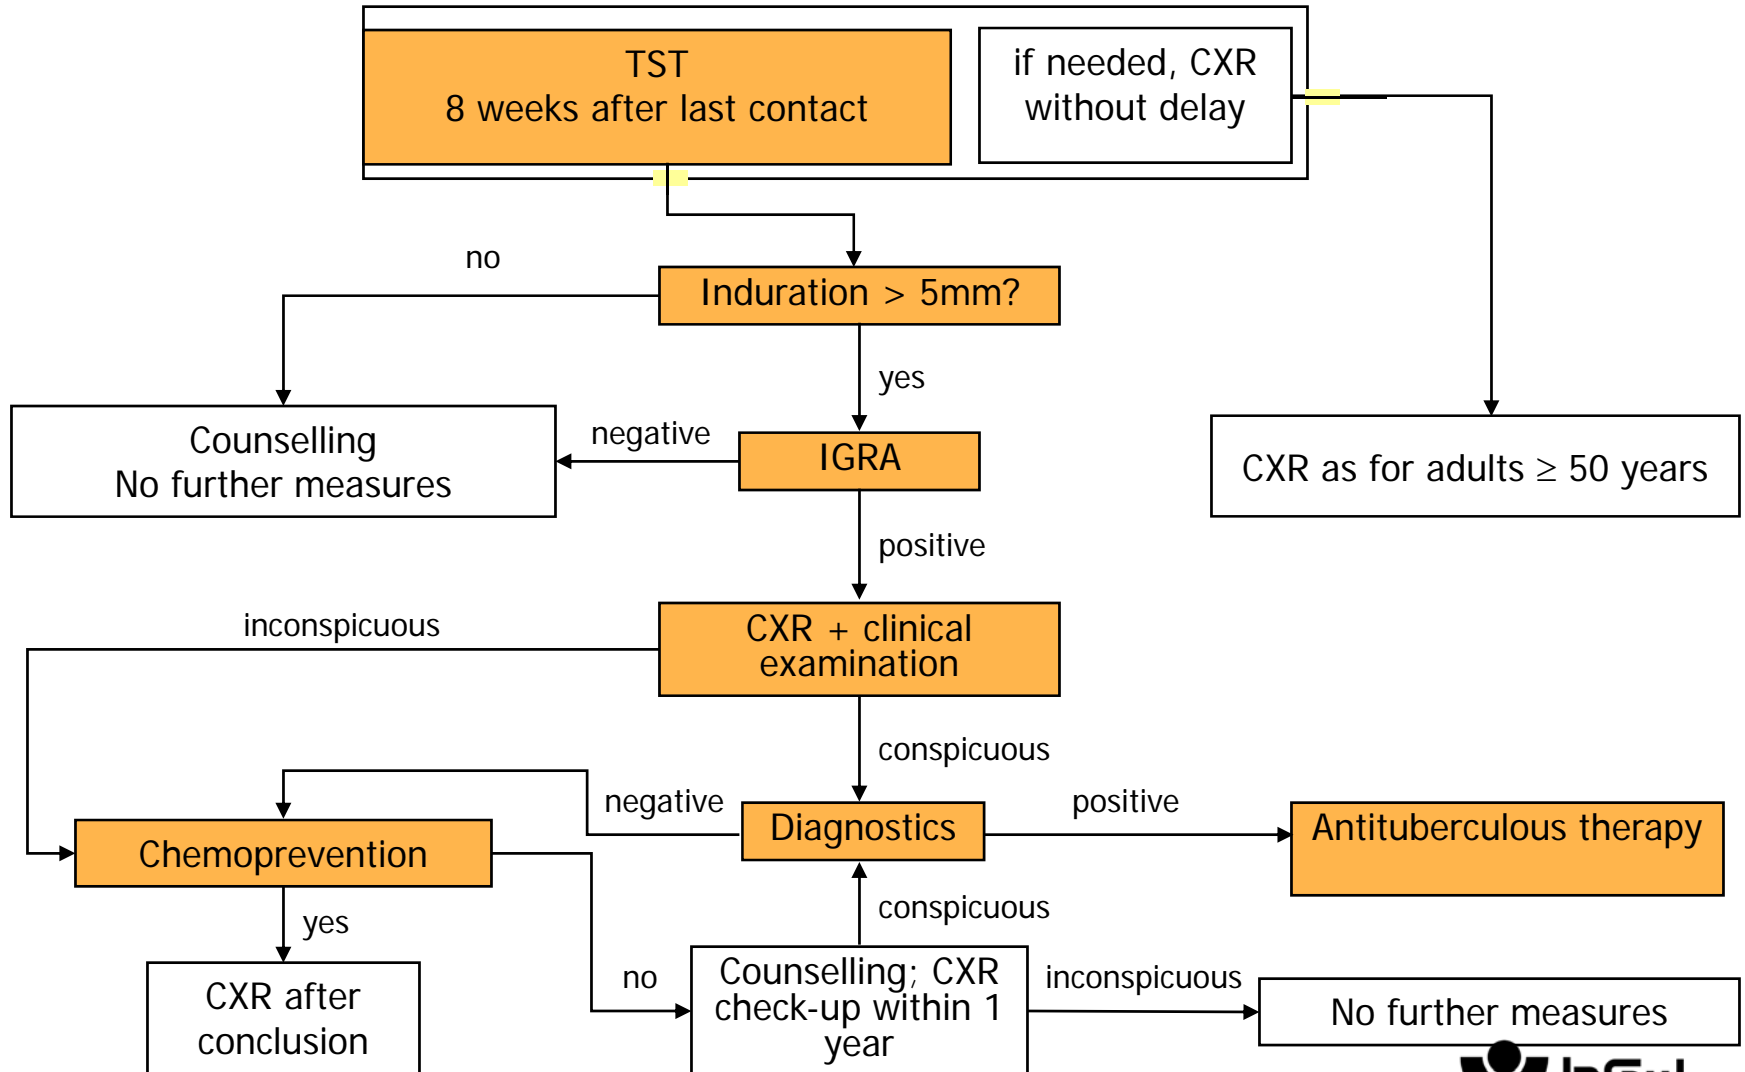 TST
8 weeks after last contact
if needed, CXR
without delay
no
Induration > 5mm?
yes
Counselling
No further measures
negative
IGRA
CXR as for adults ≥ 50 years
positive
inconspicuous
CXR + clinical
examination
conspicuous
negative
Diagnostics
positive
Antituberculous therapy
Chemoprevention
conspicuous
yes
CXR after
conclusion
no
Counselling; CXR
check-up within 1
year
inconspicuous
No further measures